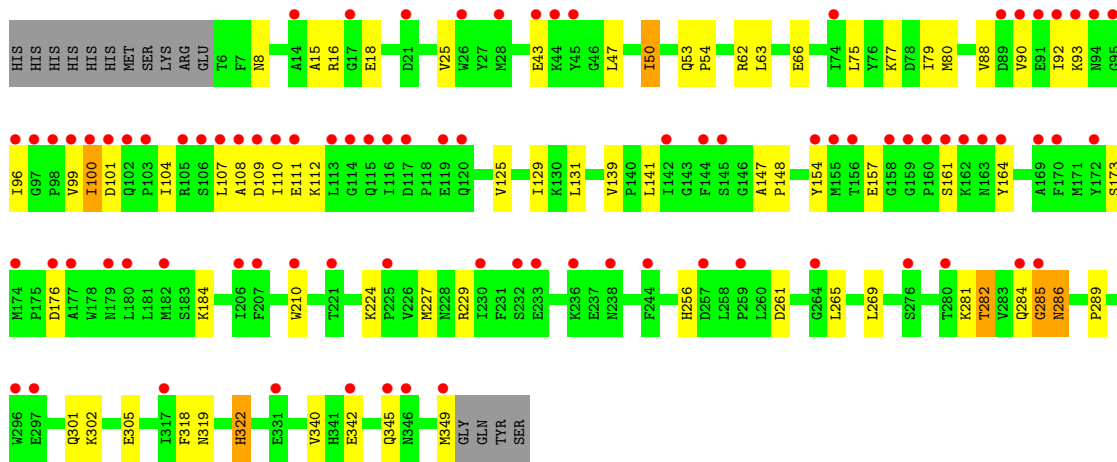 HIS HIS HIS HIS HIS HIS MET SER LYS ARG GLU T6 F7 N8 A14 A15 R16 G17 E18 D21 V25 W26 Y27 M28 E43 K44 Y45 G46 L47 I50 Q53 P54 R62 L63 E66 I74 L75 Y76 K77 D78 I79 M80 V88 D89 V90 E91 I92 K93 N94 G95
I96 G97 P98 V99 I100 D101 Q102 P103 I104 R105 S106 L107 A108 D109 I110 E111 K112 L113 G114 Q115 I116 D117 P118 E119 Q120 V125 I129 K130 L131 V139 P140 L141 I142 G143 F144 S145 G146 A147 P148 Y154 M155 T156 E157 G158 G159 P160 S161 K162 N163 Y164 A169 F170 M171 Y172 S173
M174 P175 D176 A177 W178 N179 L180 L181 M182 S183 K184 I206 F207 W210 T221 K224 P225 V226 M227 N228 R229 I230 F231 S232 E233 K236 E237 N238 F244 H256 D257 L258 P259 L260 D261 G264 L265 L269 S276 T280 K281 T282 V283 Q284 G285 N286 P289
W296 E297 Q301 K302 E305 I317 F318 N319 H322 E331 V340 H341 E342 Q345 N346 M349 GLY GLN TYR SER